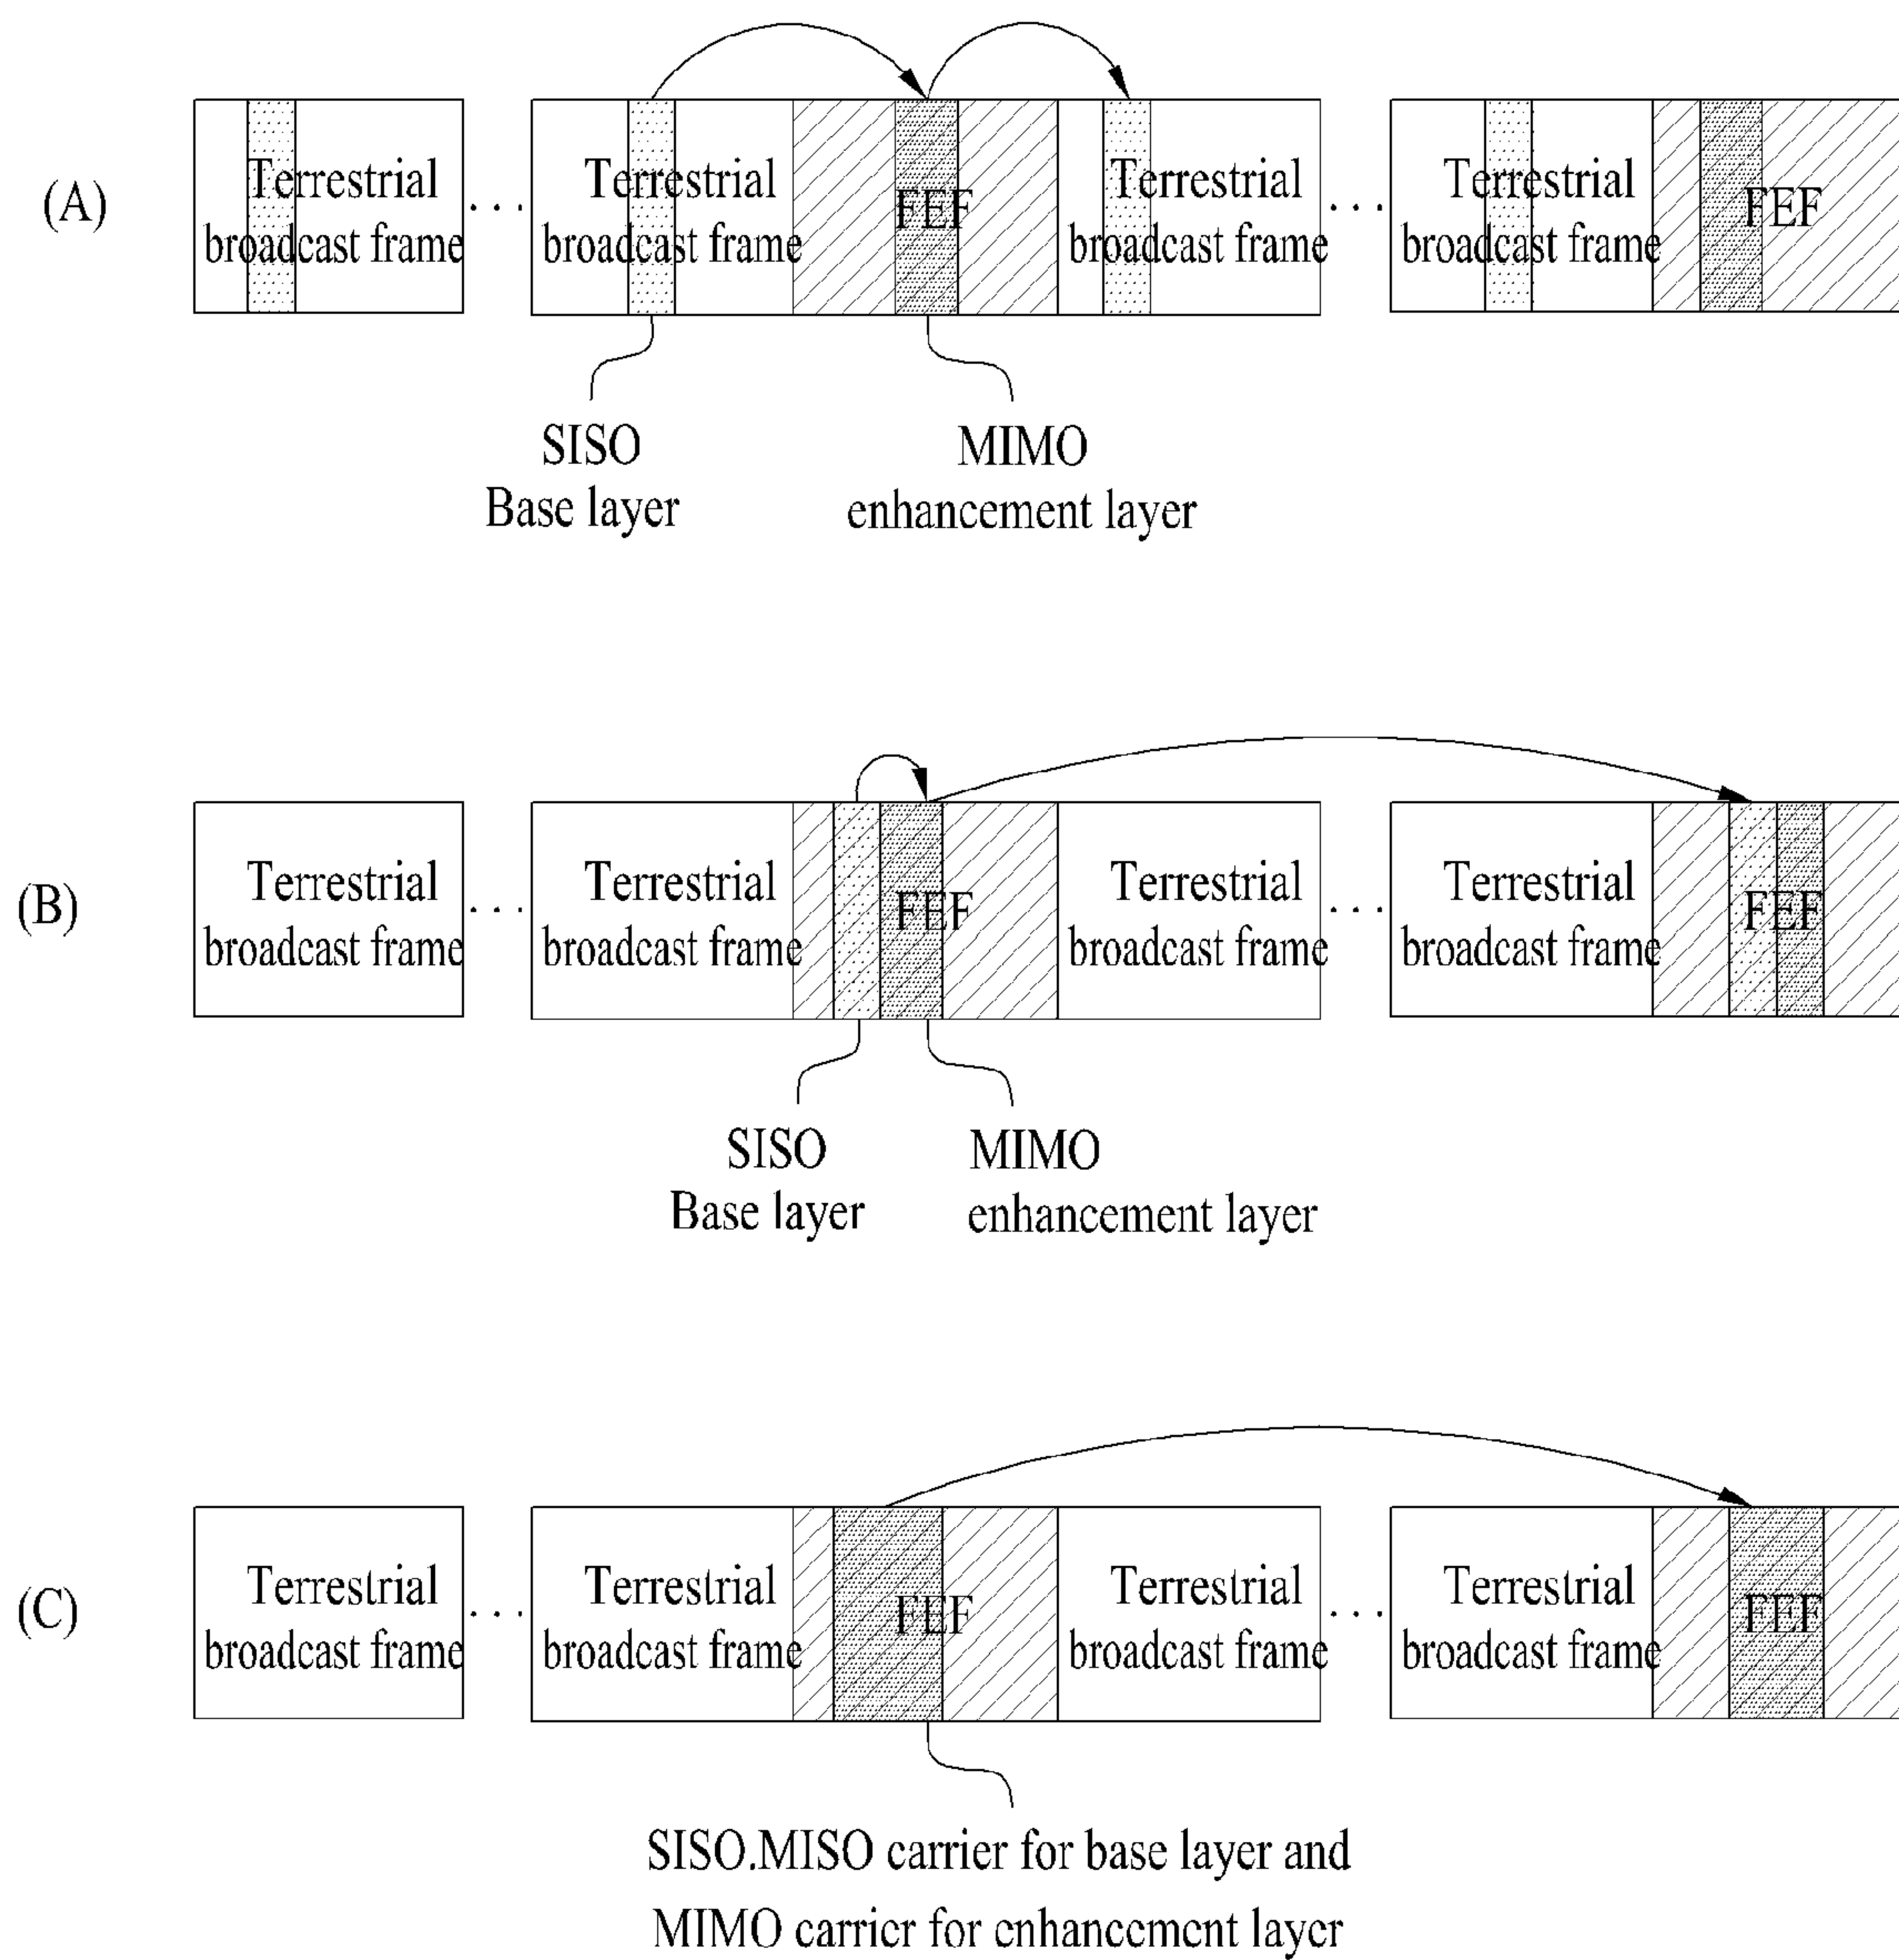 (A)
Terrestrial
broadcast frame
. . .
Terrestrial
broadcast frame
FEF
Terrestrial
broadcast frame
. . .
Terrestrial
broadcast frame
FEF
SISO
Base layer
MIMO
enhancement layer
(B)
Terrestrial
broadcast frame
. . .
Terrestrial
broadcast frame
FEF
Terrestrial
broadcast frame
. . .
Terrestrial
broadcast frame
FEF
SISO
Base layer
MIMO
enhancement layer
(C)
Terrestrial
broadcast frame
. . .
Terrestrial
broadcast frame
FEF
Terrestrial
broadcast frame
. . .
Terrestrial
broadcast frame
FEF
SISO.MISO carrier for base layer and
MIMO carrier for enhancement layer